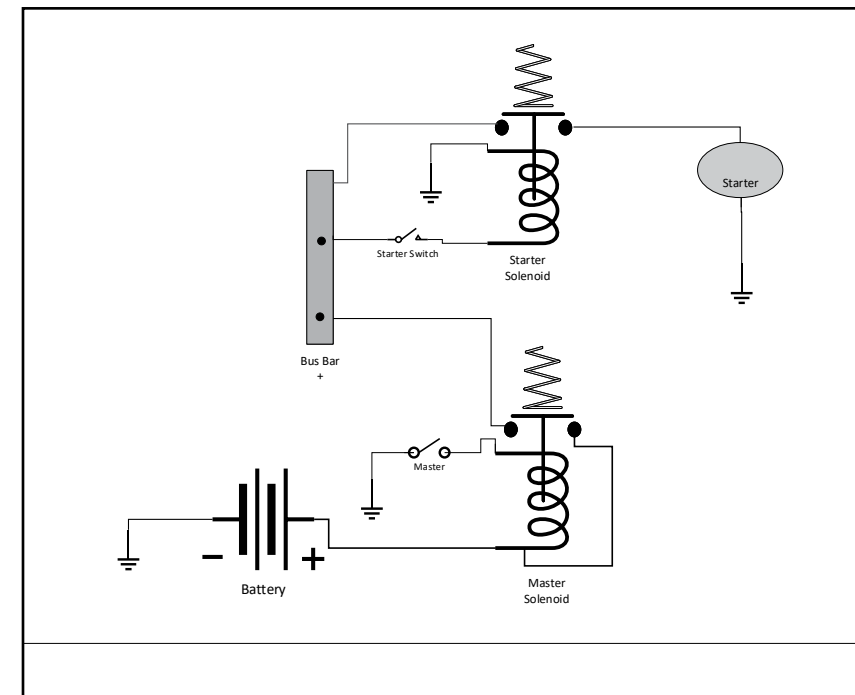 Starter
Starter Switch
Starter
Solenoid
Bus Bar
+
Master
− +
Battery
Master
Solenoid